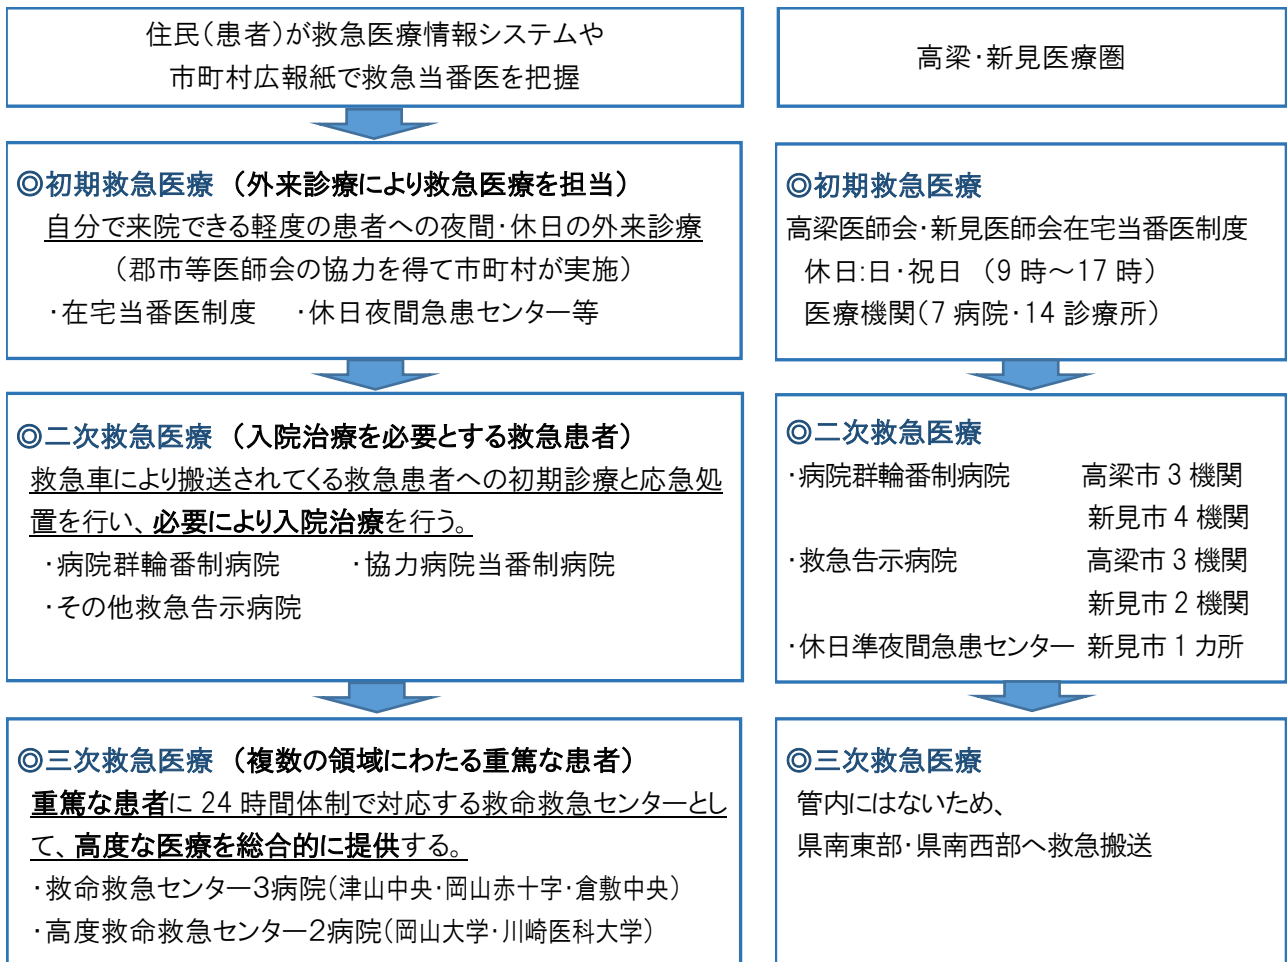 住民（患者）が救急医療情報システムや
市町村広報紙で救急当番医を把握
◎初期救急医療 （外来診療により救急医療を担当）
自分で来院できる軽度の患者への夜間・休日の外来診療
（郡市等医師会の協力を得て市町村が実施）
・在宅当番医制度 ・休日夜間急患センター等
◎二次救急医療 （入院治療を必要とする救急患者）
救急車により搬送されてくる救急患者への初期診療と応急処
置を行い、必要により入院治療を行う。
・病院群輪番制病院 ・協力病院当番制病院
・その他救急告示病院
◎三次救急医療 （複数の領域にわたる重篤な患者）
重篤な患者に 24 時間体制で対応する救命救急センターとし
て、高度な医療を総合的に提供する。
・救命救急センター3病院（津山中央・岡山赤十字・倉敷中央）
・高度救命救急センター2病院（岡山大学・川崎医科大学）
高梁・新見医療圏
◎初期救急医療
高梁医師会・新見医師会在宅当番医制度
休日：日・祝日 （9 時～17 時）
医療機関（7 病院・14 診療所）
◎二次救急医療
・病院群輪番制病院 高梁市 3 機関
新見市 4 機関
・救急告示病院 高梁市 3 機関
新見市 2 機関
・休日準夜間急患センター 新見市 1 カ所
◎三次救急医療
管内にはないため、
県南東部・県南西部へ救急搬送